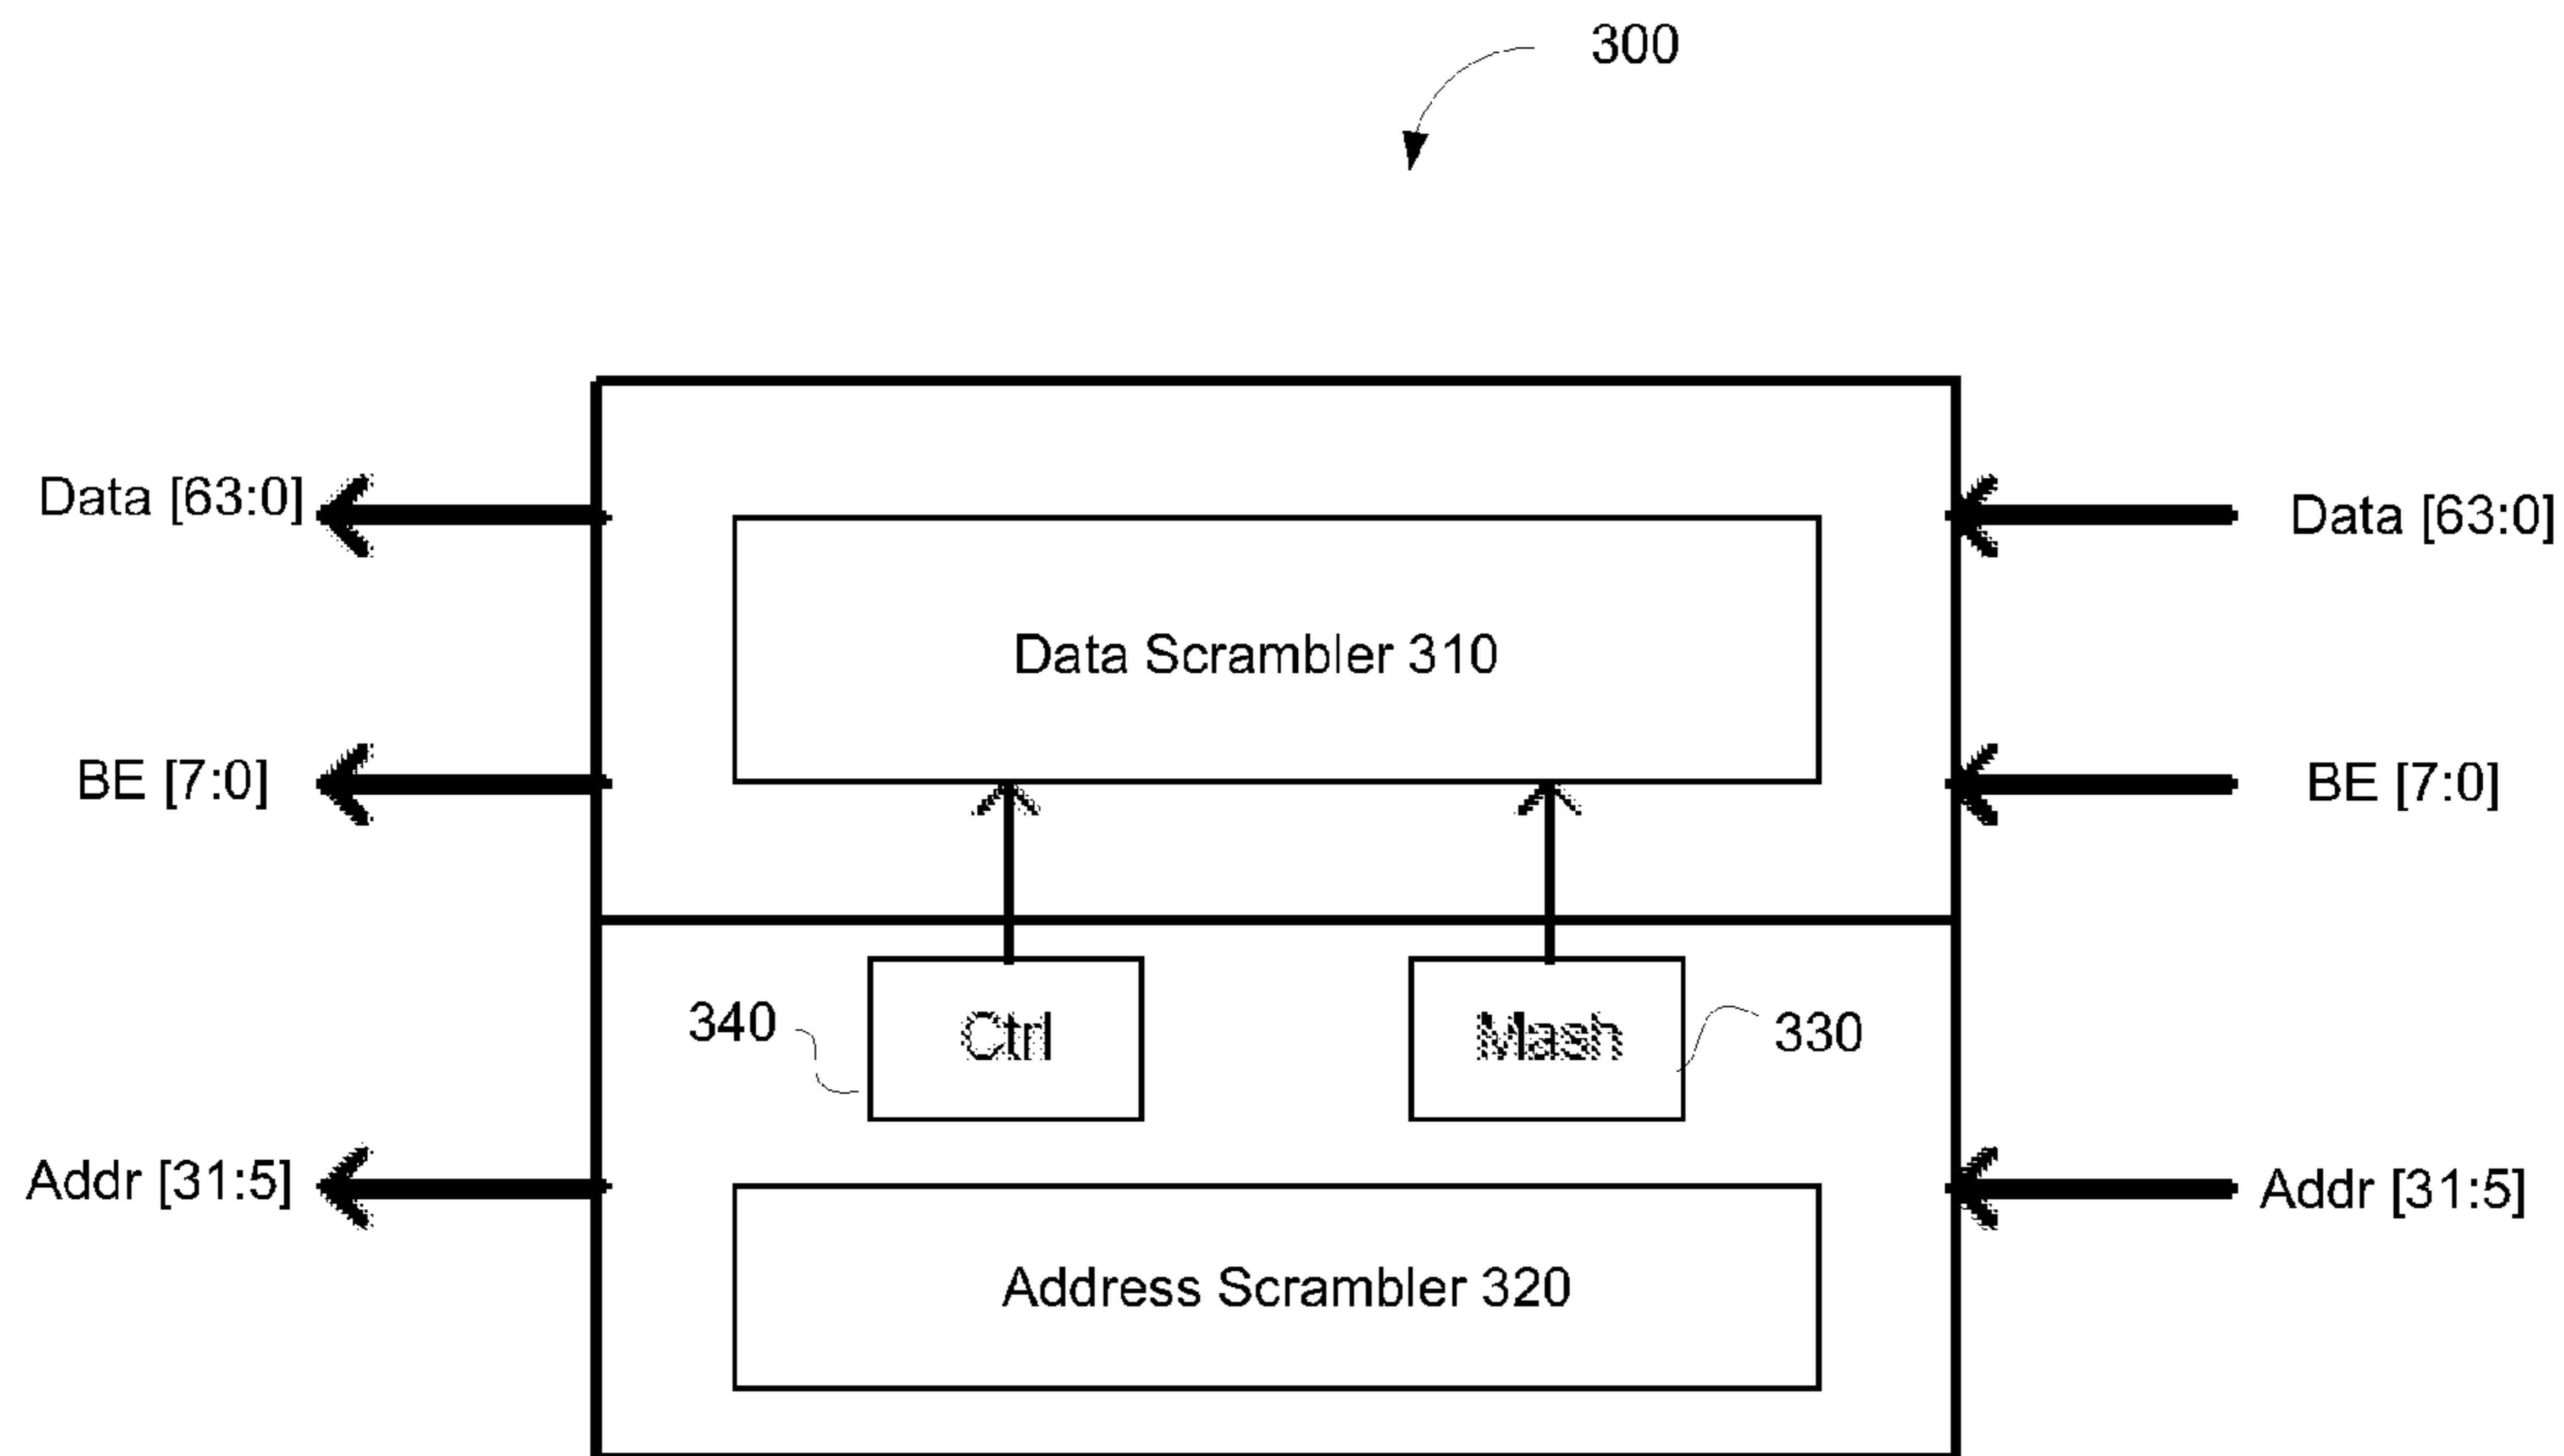 300
Data [63:0]
Data [63:0]
Data Scrambler 310
BE [7:0]
BE [7:0]
340
Ctrl
Mash
330
Addr [31:5]
Addr [31:5]
Address Scrambler 320